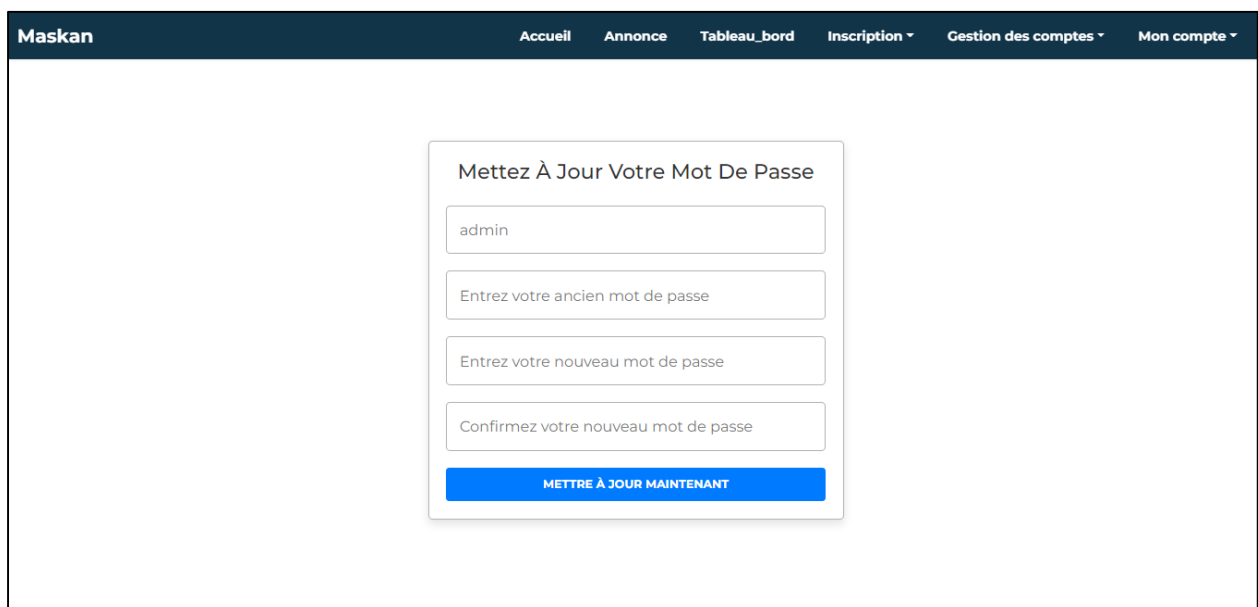 Maskan Accueil Annonce Tableau_bord Inscription Gestion des comptes Mon compte
Mettez À Jour Votre Mot De Passe
admin
Entrez votre ancien mot de passe
Entrez votre nouveau mot de passe
Confirmez votre nouveau mot de passe
METTRE À JOUR MAINTENANT